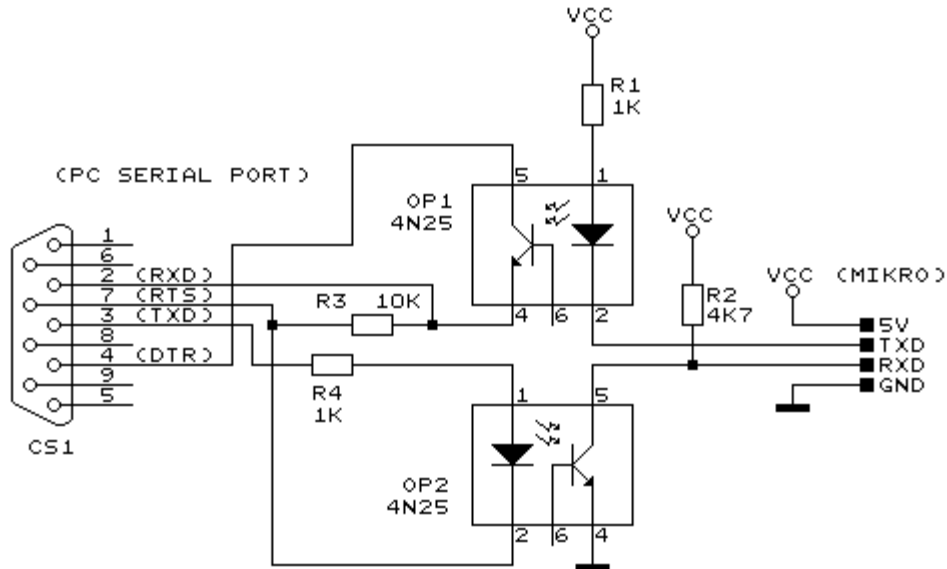 VCC
R1
1K
(PC SERIAL PORT)
5
1
OP1
4N25
VCC
1
6
2 (RXD)
7 (RTS)
3 (TXD)
8
4 (DTR)
9
5
CS1
R3 10K
4
6
2
R2
4K7
VCC (MIKRO)
5V
TXD
RXD
GND
R4
1K
1
5
OP2
4N25
2
6
4